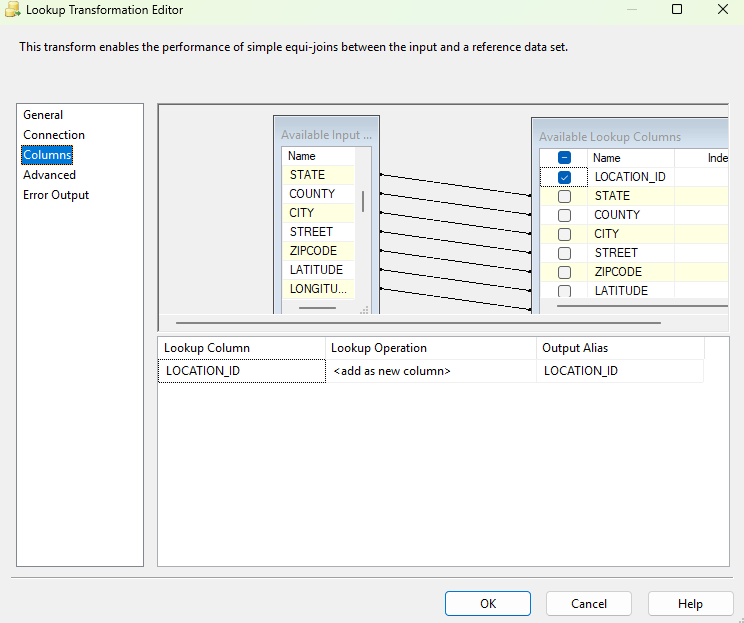 Lookup Transformation Editor
This transform enables the performance of simple equi-joins between the input and a reference data set.
General
Connection
Columns
Advanced
Error Output
Available Input ...
Name
STATE
COUNTY
CITY
STREET
ZIPCODE
LATITUDE
LONGITU...
Available Lookup Columns
Name Inde
LOCATION_ID
STATE
COUNTY
CITY
STREET
ZIPCODE
LATITUDE
Lookup Column Lookup Operation Output Alias
LOCATION_ID <add as new column> LOCATION_ID
OK Cancel Help